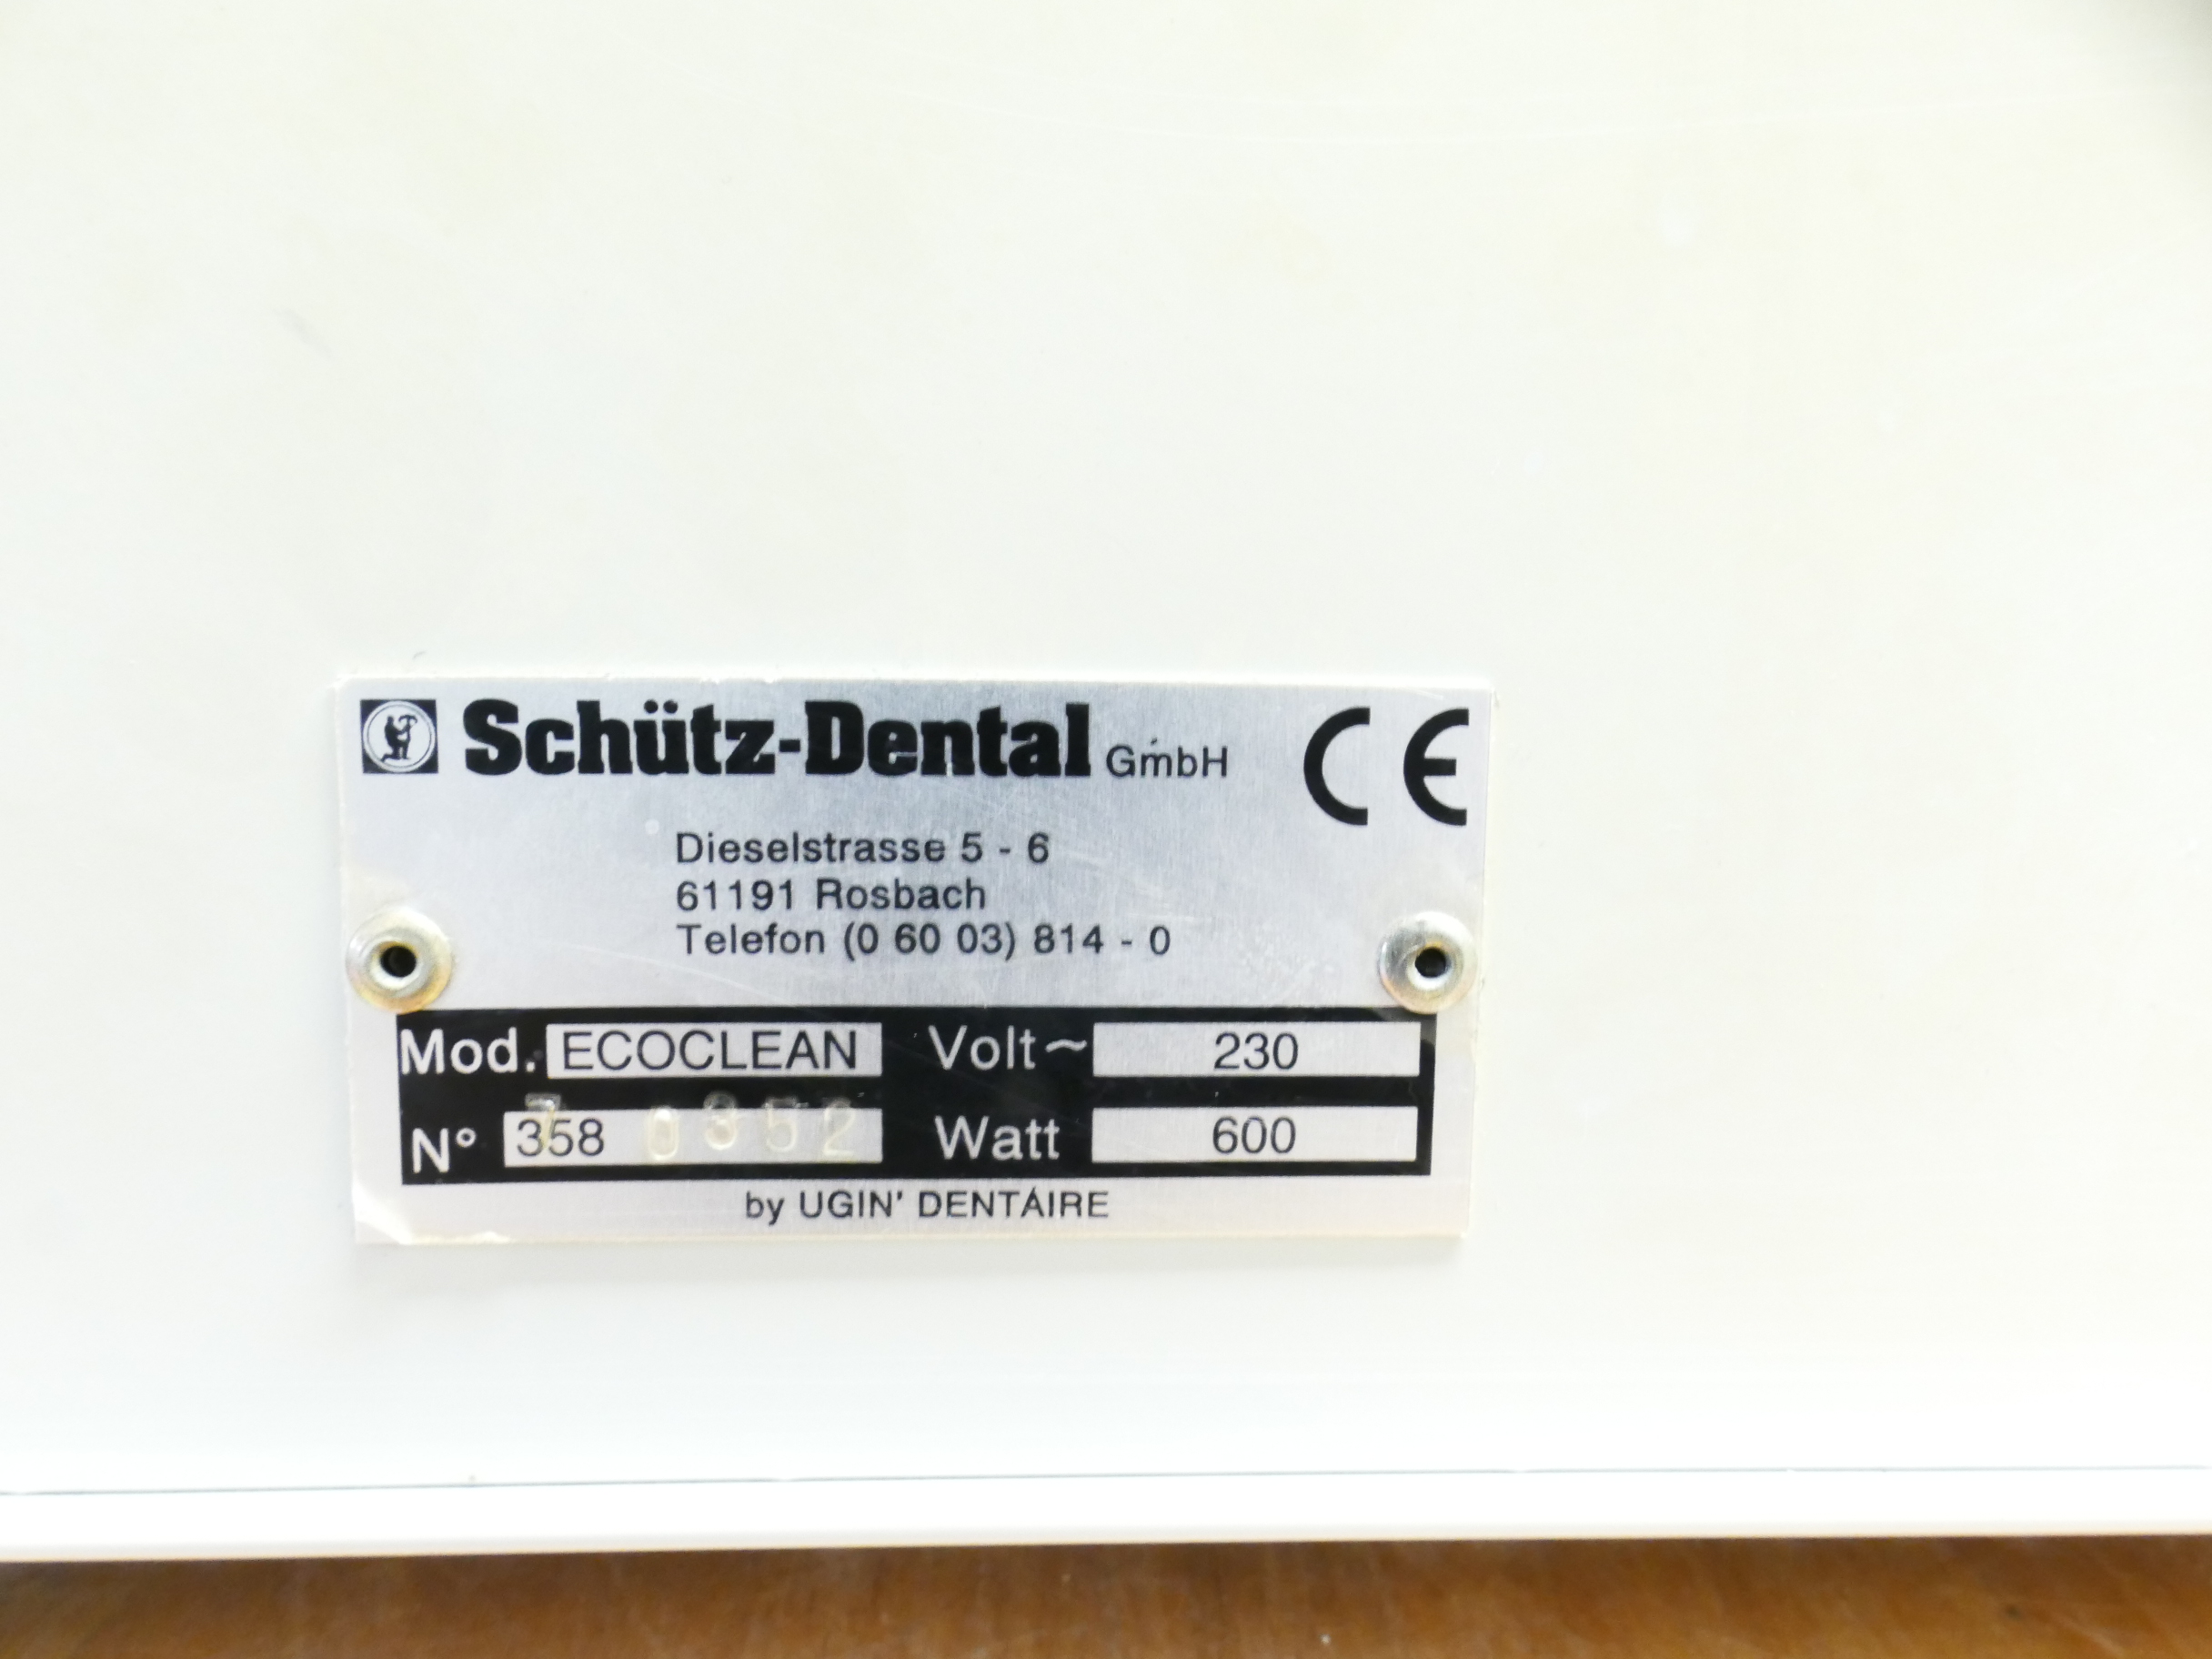 Schütz-Dental GmbH CE
Dieselstrasse 5 - 6
61191 Rosbach
Telefon (0 60 03) 814 - 0
Mod. ECOCLEAN Volt~ 230
N° 358 7 0352 Watt 600
by UGIN' DENTAIRE